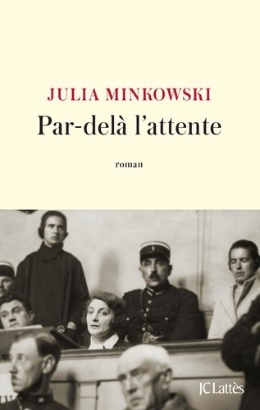 JULIA MINKOWSKI
Par-delà l'attente
roman
JC Lattès